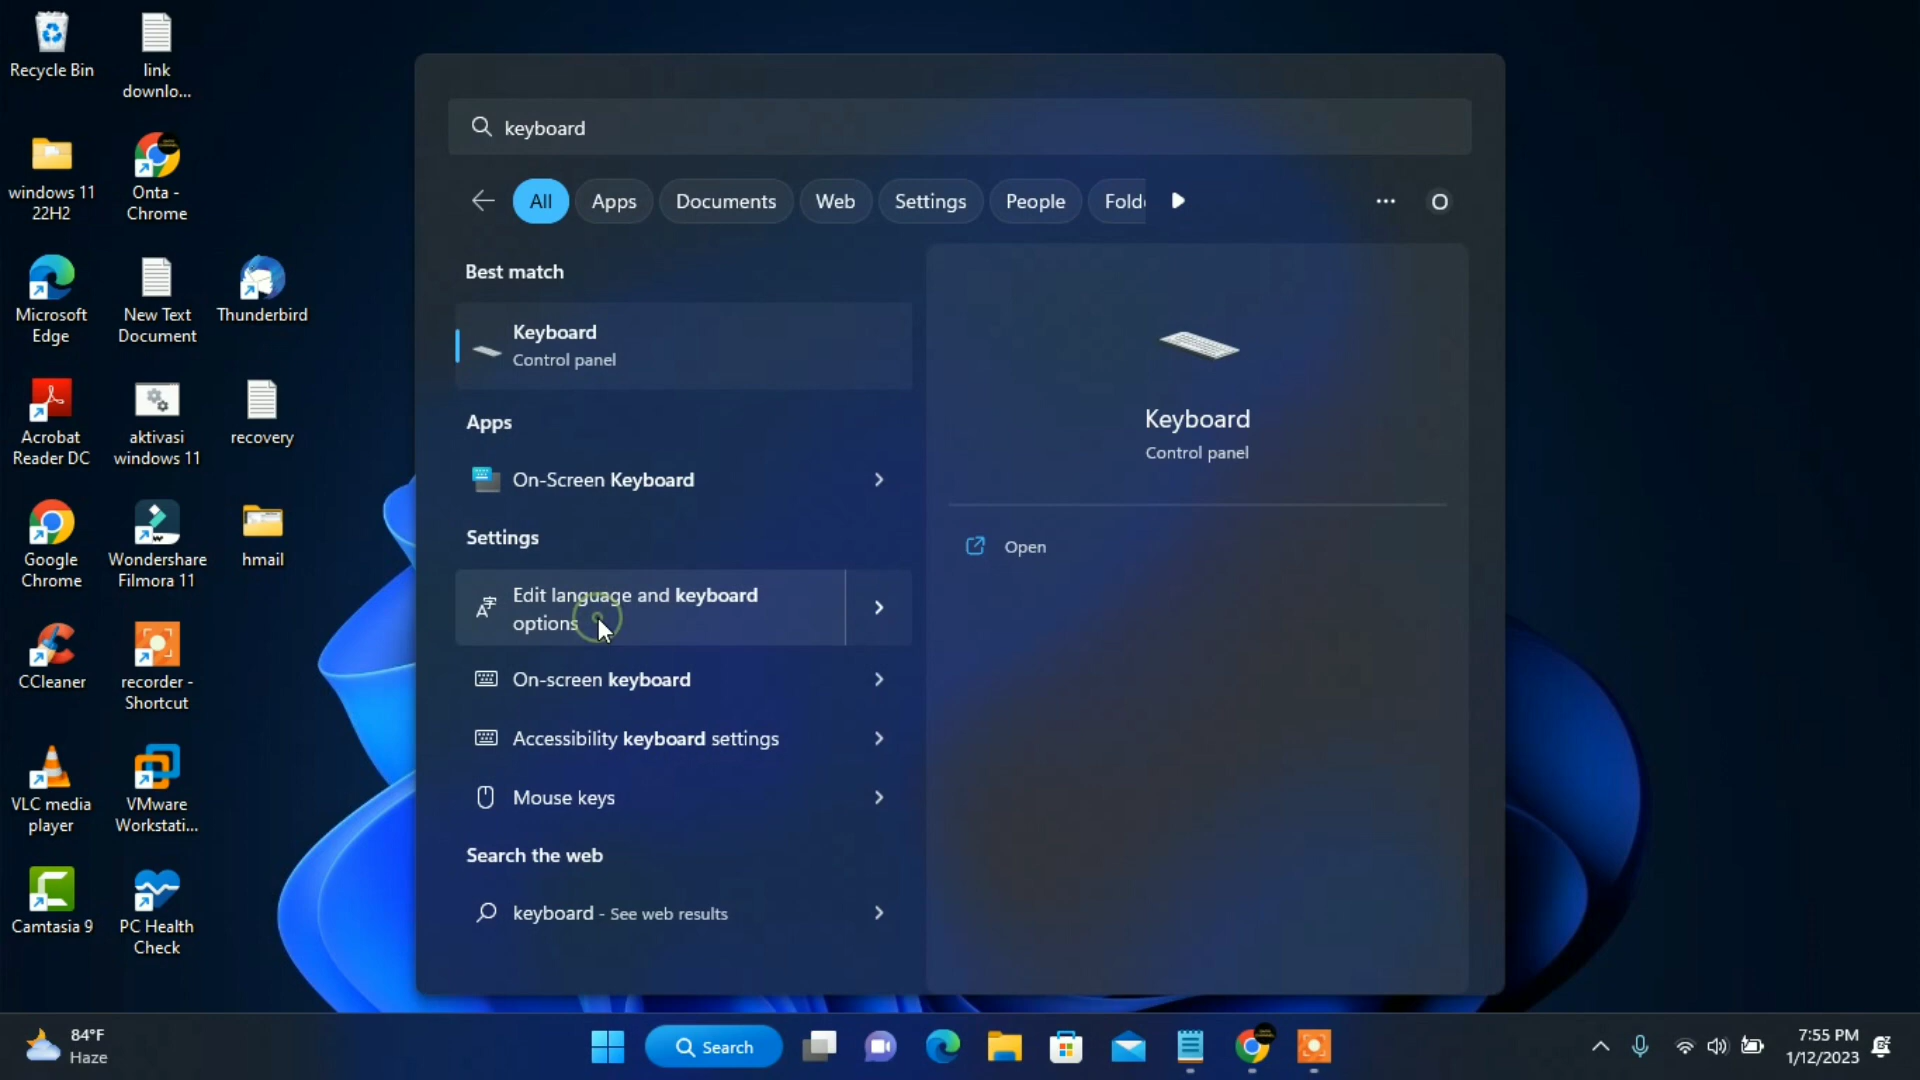 Recycle Bin
link
downlo...
windows 11
22H2
Onta -
Chrome
Microsoft
Edge
New Text
Document
Thunderbird
Acrobat
Reader DC
aktivasi
windows 11
recovery
Google
Chrome
Wondershare
Filmora 11
hmail
CCleaner
recorder -
Shortcut
VLC media
player
VMware
Workstati...
Camtasia 9
PC Health
Check
keyboard
All
Apps
Documents
Web
Settings
People
Folde
...
O
Best match
Keyboard
Control panel
Apps
On-Screen Keyboard
Settings
Edit language and keyboard
options
On-screen keyboard
Accessibility keyboard settings
Mouse keys
Search the web
keyboard - See web results
Keyboard
Control panel
Open
84°F
Haze
Search
7:55 PM
1/12/2023